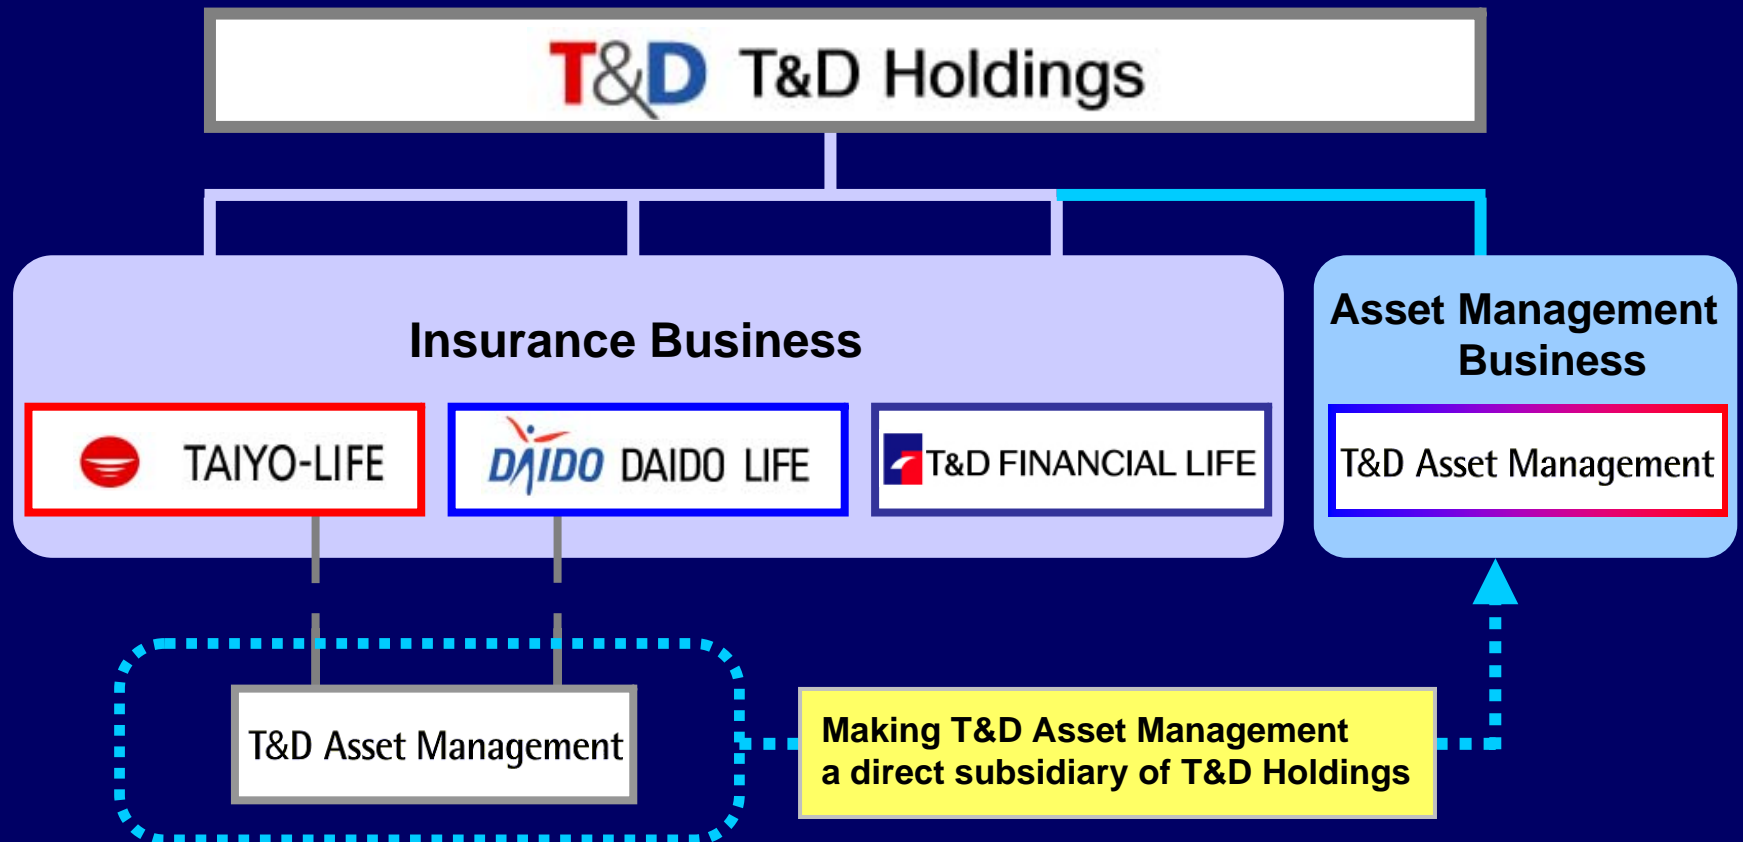 T&D T&D Holdings
Insurance Business
TAIYO-LIFE
DAIDO DAIDO LIFE
T&D FINANCIAL LIFE
Asset Management
Business
T&D Asset Management
T&D Asset Management
Making T&D Asset Management
a direct subsidiary of T&D Holdings